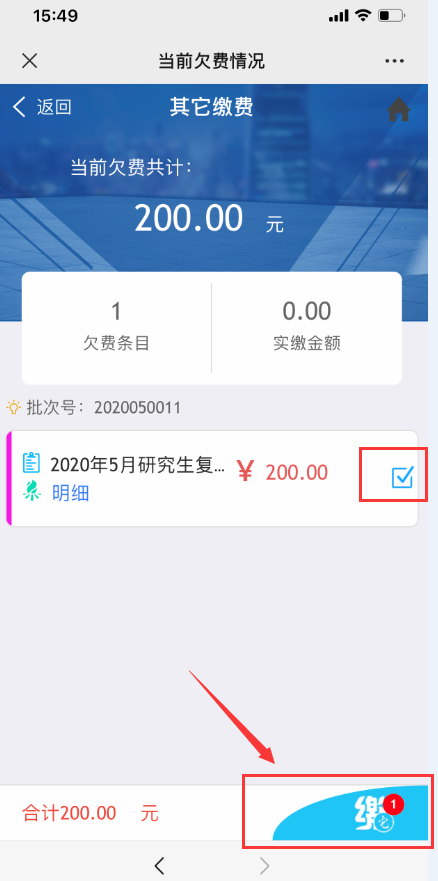 15:49
当前欠费情况
返回 其它缴费
当前欠费共计：
200.00 元
1 0.00
欠费条目 实缴金额
批次号：2020050011
2020年5月研究生复... ¥ 200.00
明细
合计200.00 元 缴 1